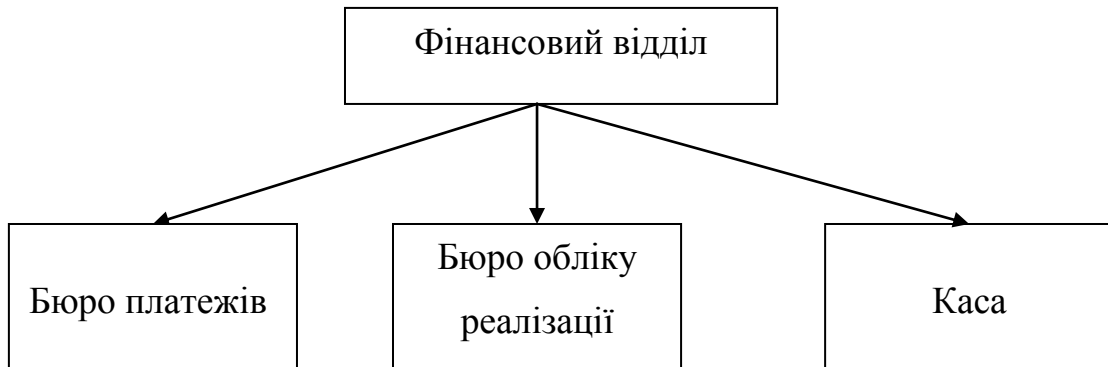 Фінансовий відділ
Бюро платежів
Бюро обліку
реалізації
Каса